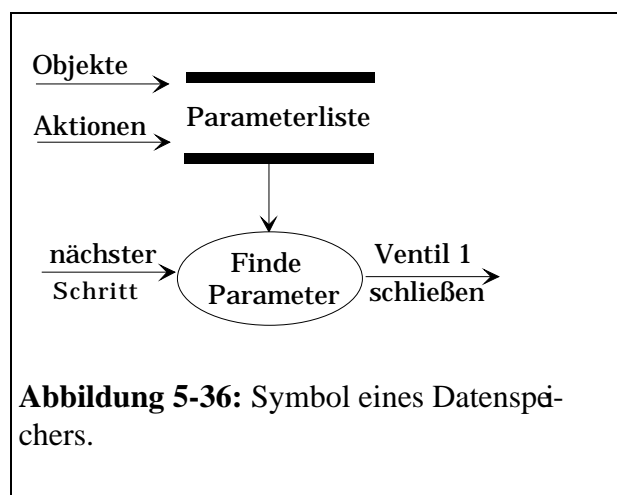 Objekte
Aktionen
Parameterliste
nächster
Schritt
Finde
Parameter
Ventil 1
schließen
Abbildung 5-36: Symbol eines Datenspei-
chers.